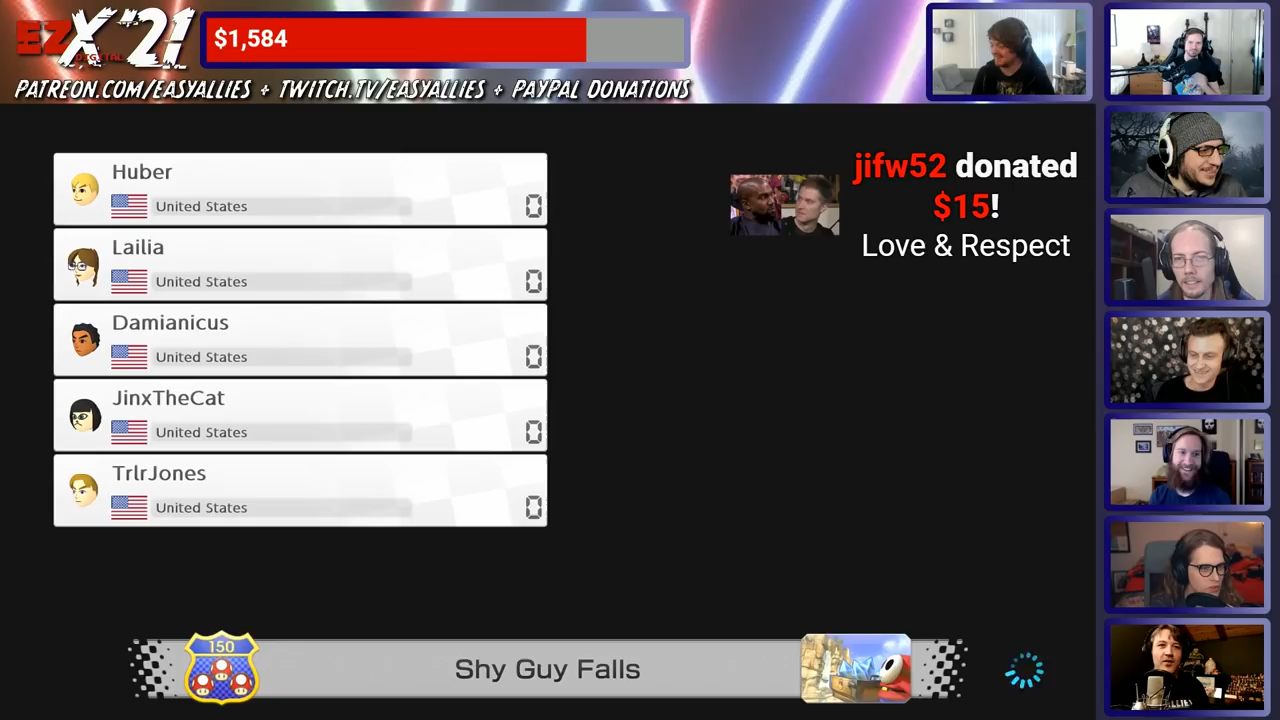 EZX'21
DIGITAL
$1,584
PATREON.COM/EASYALLIES + TWITCH.TV/EASYALLIES + PAYPAL DONATIONS
jifw52 donated
$15!
Love & Respect
Huber
United States
0
Lailia
United States
0
Damianicus
United States
0
JinxTheCat
United States
0
TrlrJones
United States
0
150
Shy Guy Falls